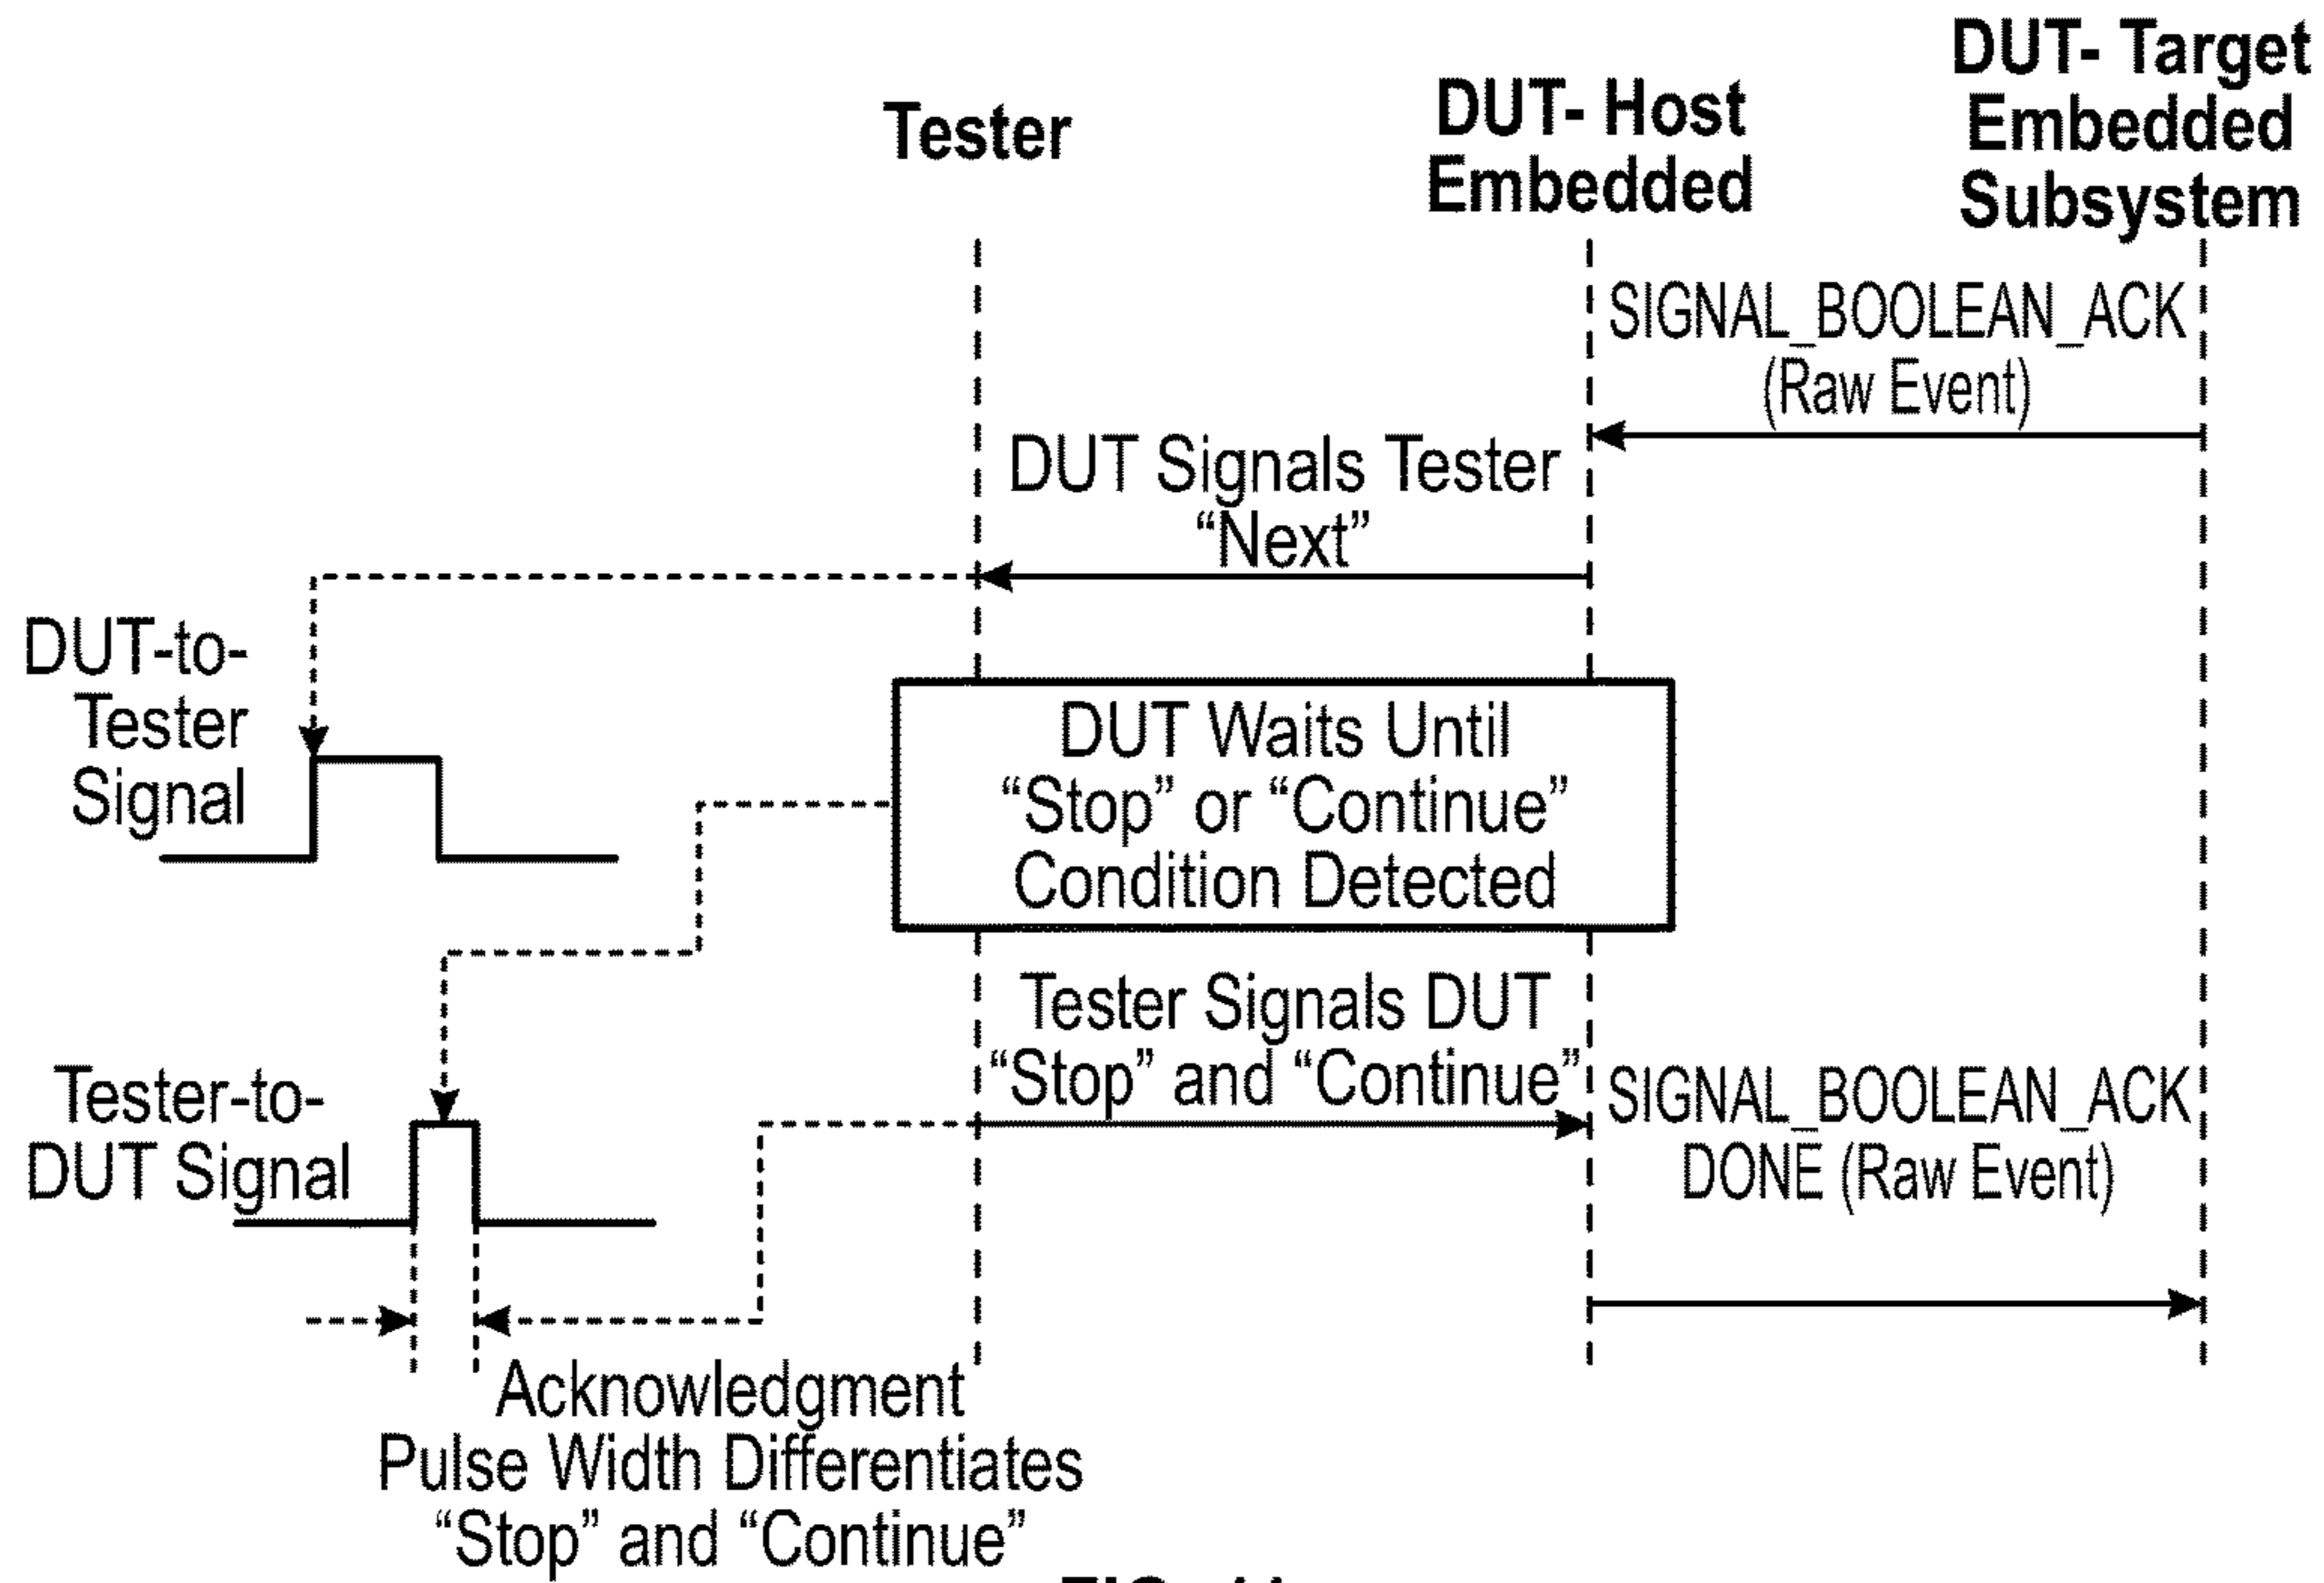 Tester
DUT- Host
Embedded
DUT- Target
Embedded
Subsystem
SIGNAL_BOOLEAN_ACK
(Raw Event)
DUT Signals Tester
“Next”
DUT-to-
Tester
Signal
DUT Waits Until
“Stop” or “Continue”
Condition Detected
Tester Signals DUT
“Stop” and “Continue”
SIGNAL_BOOLEAN_ACK
DONE (Raw Event)
Tester-to-
DUT Signal
Acknowledgment
Pulse Width Differentiates
“Stop” and “Continue”